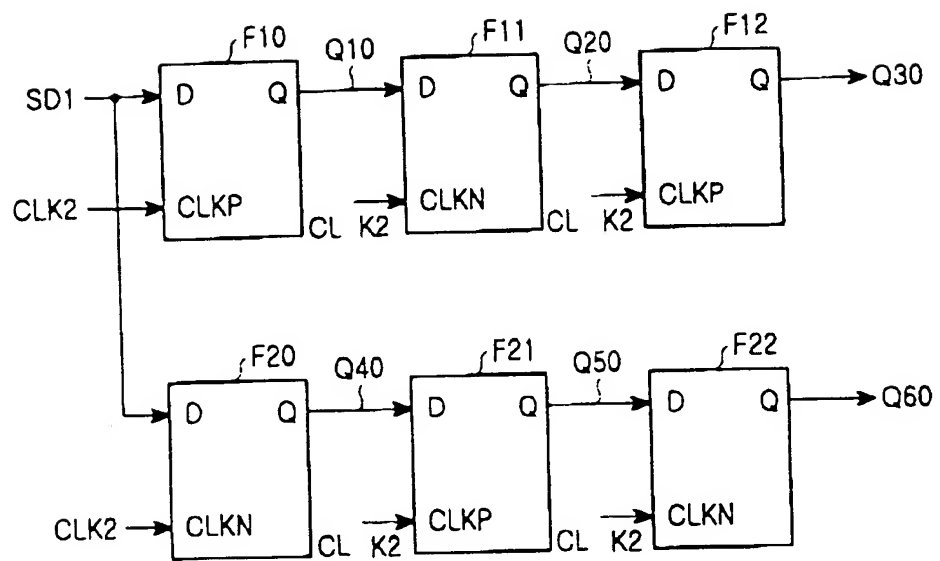 F10 Q10 F11 Q20 F12
SD1 D Q D Q D Q Q30
CLK2 CLKP CL K2 CLKN CL K2 CLKP
F20 Q40 F21 Q50 F22
D Q D Q D Q Q60
CLK2 CLKN CL K2 CLKP CL K2 CLKN